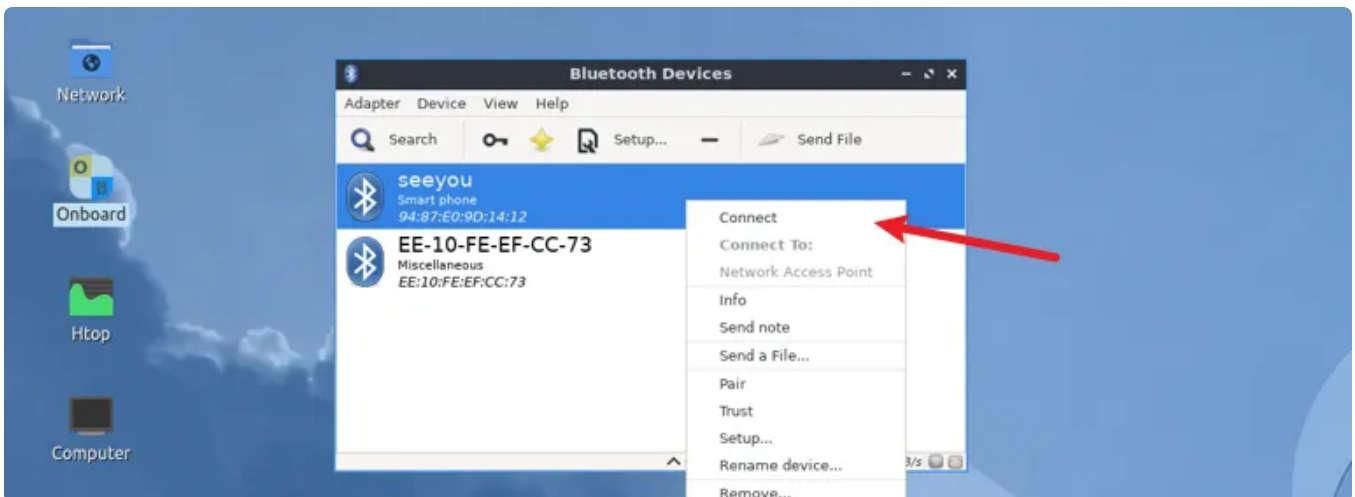 Network
Onboard
Htop
Computer
Bluetooth Devices
Adapter Device View Help
Search Setup... Send File
seeyou
Smart phone
94:87:E0:9D:14:12
EE-10-FE-EF-CC-73
Miscellaneous
EE:10:FE:EF:CC:73
Connect
Connect To:
Network Access Point
Info
Send note
Send a File...
Pair
Trust
Setup...
Rename device...
Remove...